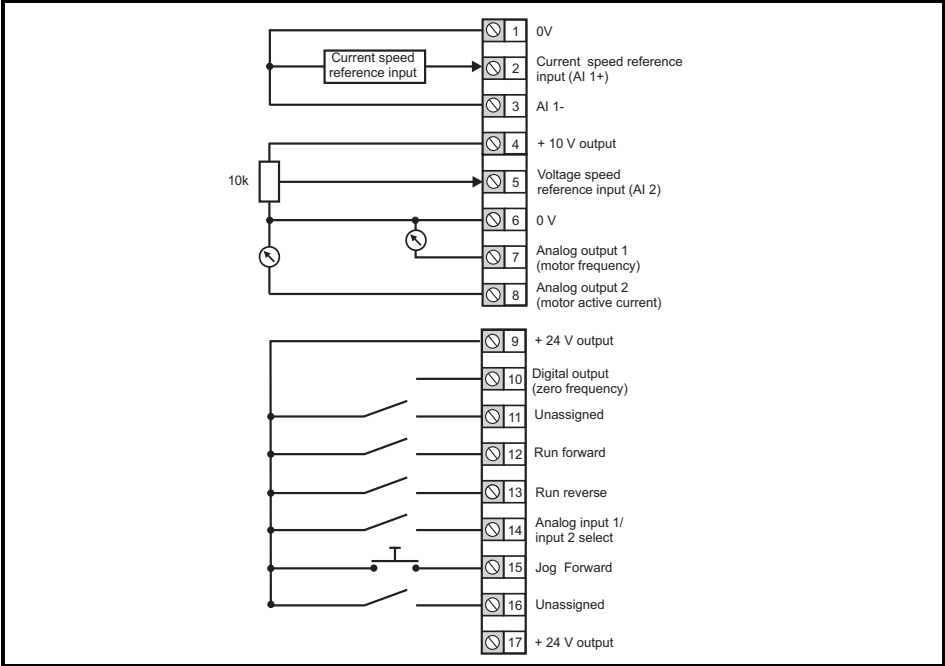 1 0V
Current speed
reference input
2 Current speed reference
input (AI 1+)
3 AI 1-
4 + 10 V output
10k
5 Voltage speed
reference input (AI 2)
6 0 V
7 Analog output 1
(motor frequency)
8 Analog output 2
(motor active current)
9 + 24 V output
10 Digital output
(zero frequency)
11 Unassigned
12 Run forward
13 Run reverse
14 Analog input 1/
input 2 select
15 Jog Forward
16 Unassigned
17 + 24 V output